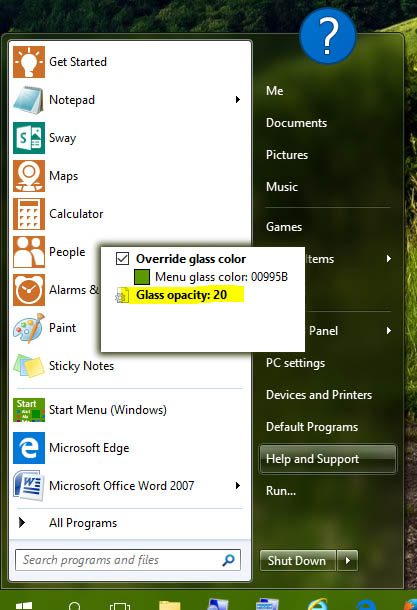 ?
Get Started
Notepad
Sway
Maps
Calculator
People
Alarms &
Paint
Sticky Notes
Start
Start Menu (Windows)
Microsoft Edge
Microsoft Office Word 2007
All Programs
Search programs and files
Me
Documents
Pictures
Music
Games
Items
Panel
PC settings
Devices and Printers
Default Programs
Help and Support
Run...
Shut Down
Override glass color
Menu glass color: 00995B
Glass opacity: 20